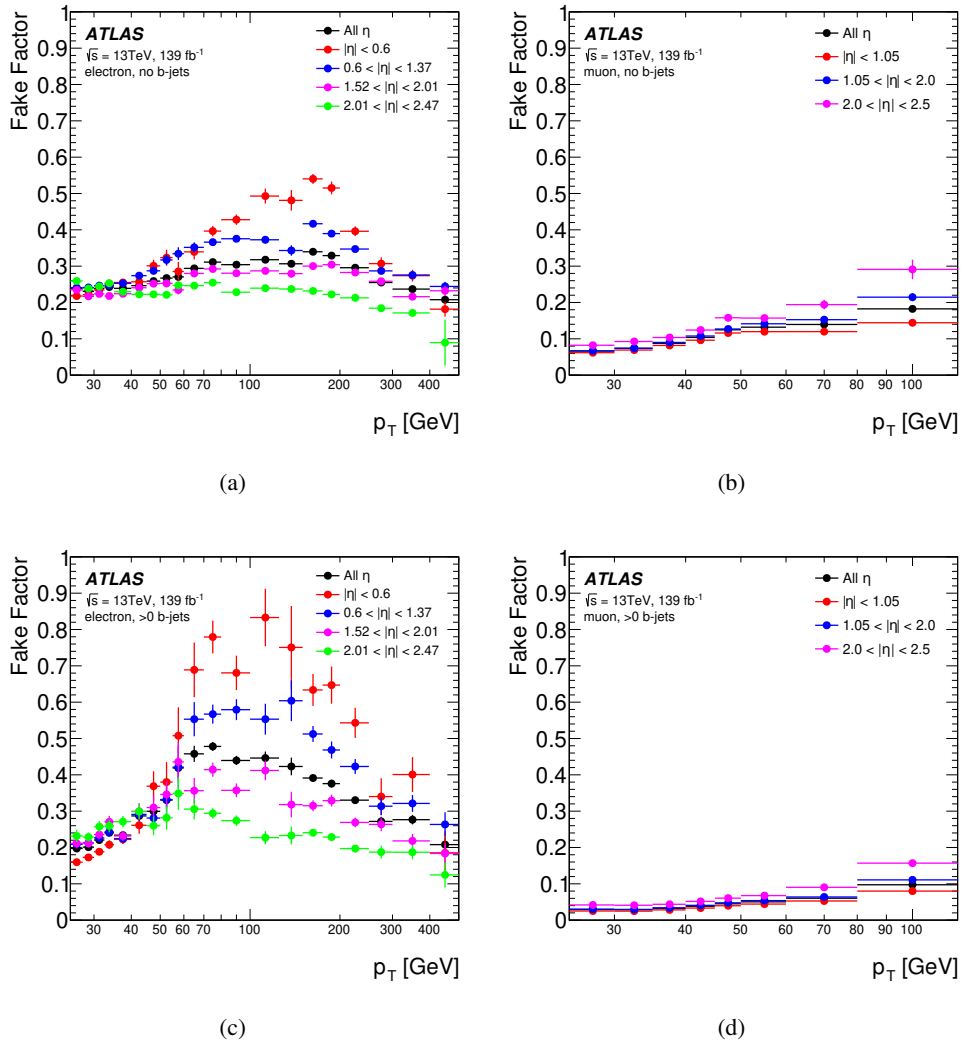 Fake Factor
1
0.9
0.8
0.7
0.6
0.5
0.4
0.3
0.2
0.1
0
ATLAS
√s = 13TeV, 139 fb⁻¹
electron, no b-jets
All η
|η| < 0.6
0.6 < |η| < 1.37
1.52 < |η| < 2.01
2.01 < |η| < 2.47
30 40 50 60 70 100 200 300 400
p_T [GeV]
(a)
Fake Factor
1
0.9
0.8
0.7
0.6
0.5
0.4
0.3
0.2
0.1
0
ATLAS
√s = 13TeV, 139 fb⁻¹
muon, no b-jets
All η
|η| < 1.05
1.05 < |η| < 2.0
2.0 < |η| < 2.5
30 40 50 60 70 80 90 100
p_T [GeV]
(b)
Fake Factor
1
0.9
0.8
0.7
0.6
0.5
0.4
0.3
0.2
0.1
0
ATLAS
√s = 13TeV, 139 fb⁻¹
electron, >0 b-jets
All η
|η| < 0.6
0.6 < |η| < 1.37
1.52 < |η| < 2.01
2.01 < |η| < 2.47
30 40 50 60 70 100 200 300 400
p_T [GeV]
(c)
Fake Factor
1
0.9
0.8
0.7
0.6
0.5
0.4
0.3
0.2
0.1
0
ATLAS
√s = 13TeV, 139 fb⁻¹
muon, >0 b-jets
All η
|η| < 1.05
1.05 < |η| < 2.0
2.0 < |η| < 2.5
30 40 50 60 70 80 90 100
p_T [GeV]
(d)